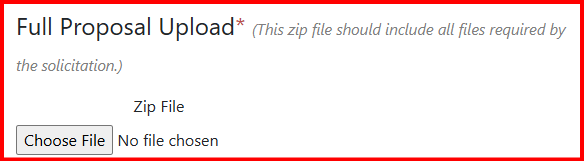 Full Proposal Upload* (This zip file should include all files required by
the solicitation.)
Zip File
Choose File No file chosen